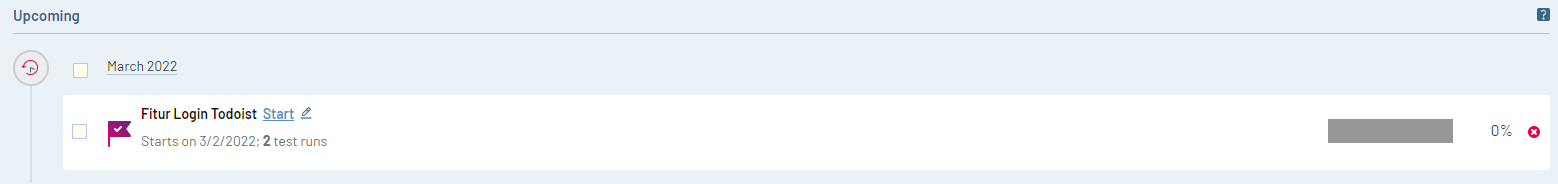 Upcoming
?
March 2022
Fitur Login Todoist Start
Starts on 3/2/2022; 2 test runs
0%